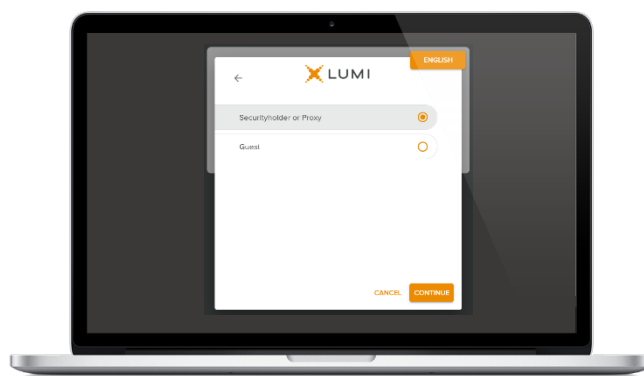 ENGLISH
LUMI
Securityholder or Proxy
Guest
CANCEL CONTINUE